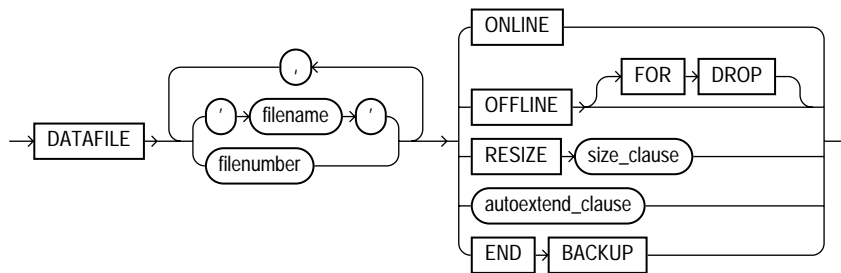 ONLINE
,
FOR DROP
OFFLINE
' filename '
DATAFILE
filenumber
RESIZE size_clause
autoextend_clause
END BACKUP